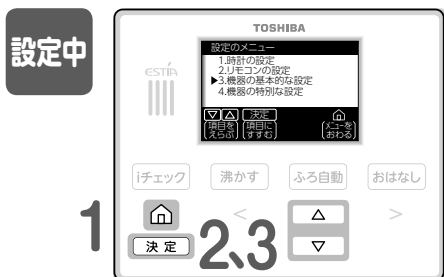 設定中
TOSHIBA
ESTÍA
設定のメニュー
1.時計の設定
2.リモコンの設定
▶3.機器の基本的な設定
4.機器の特別な設定
▽△ 決定
項目を えらぶ
項目に すすむ
メニューを おわる
iチェック 沸かす ふろ自動 おはなし
1
決定
2、3
< △ >
▽